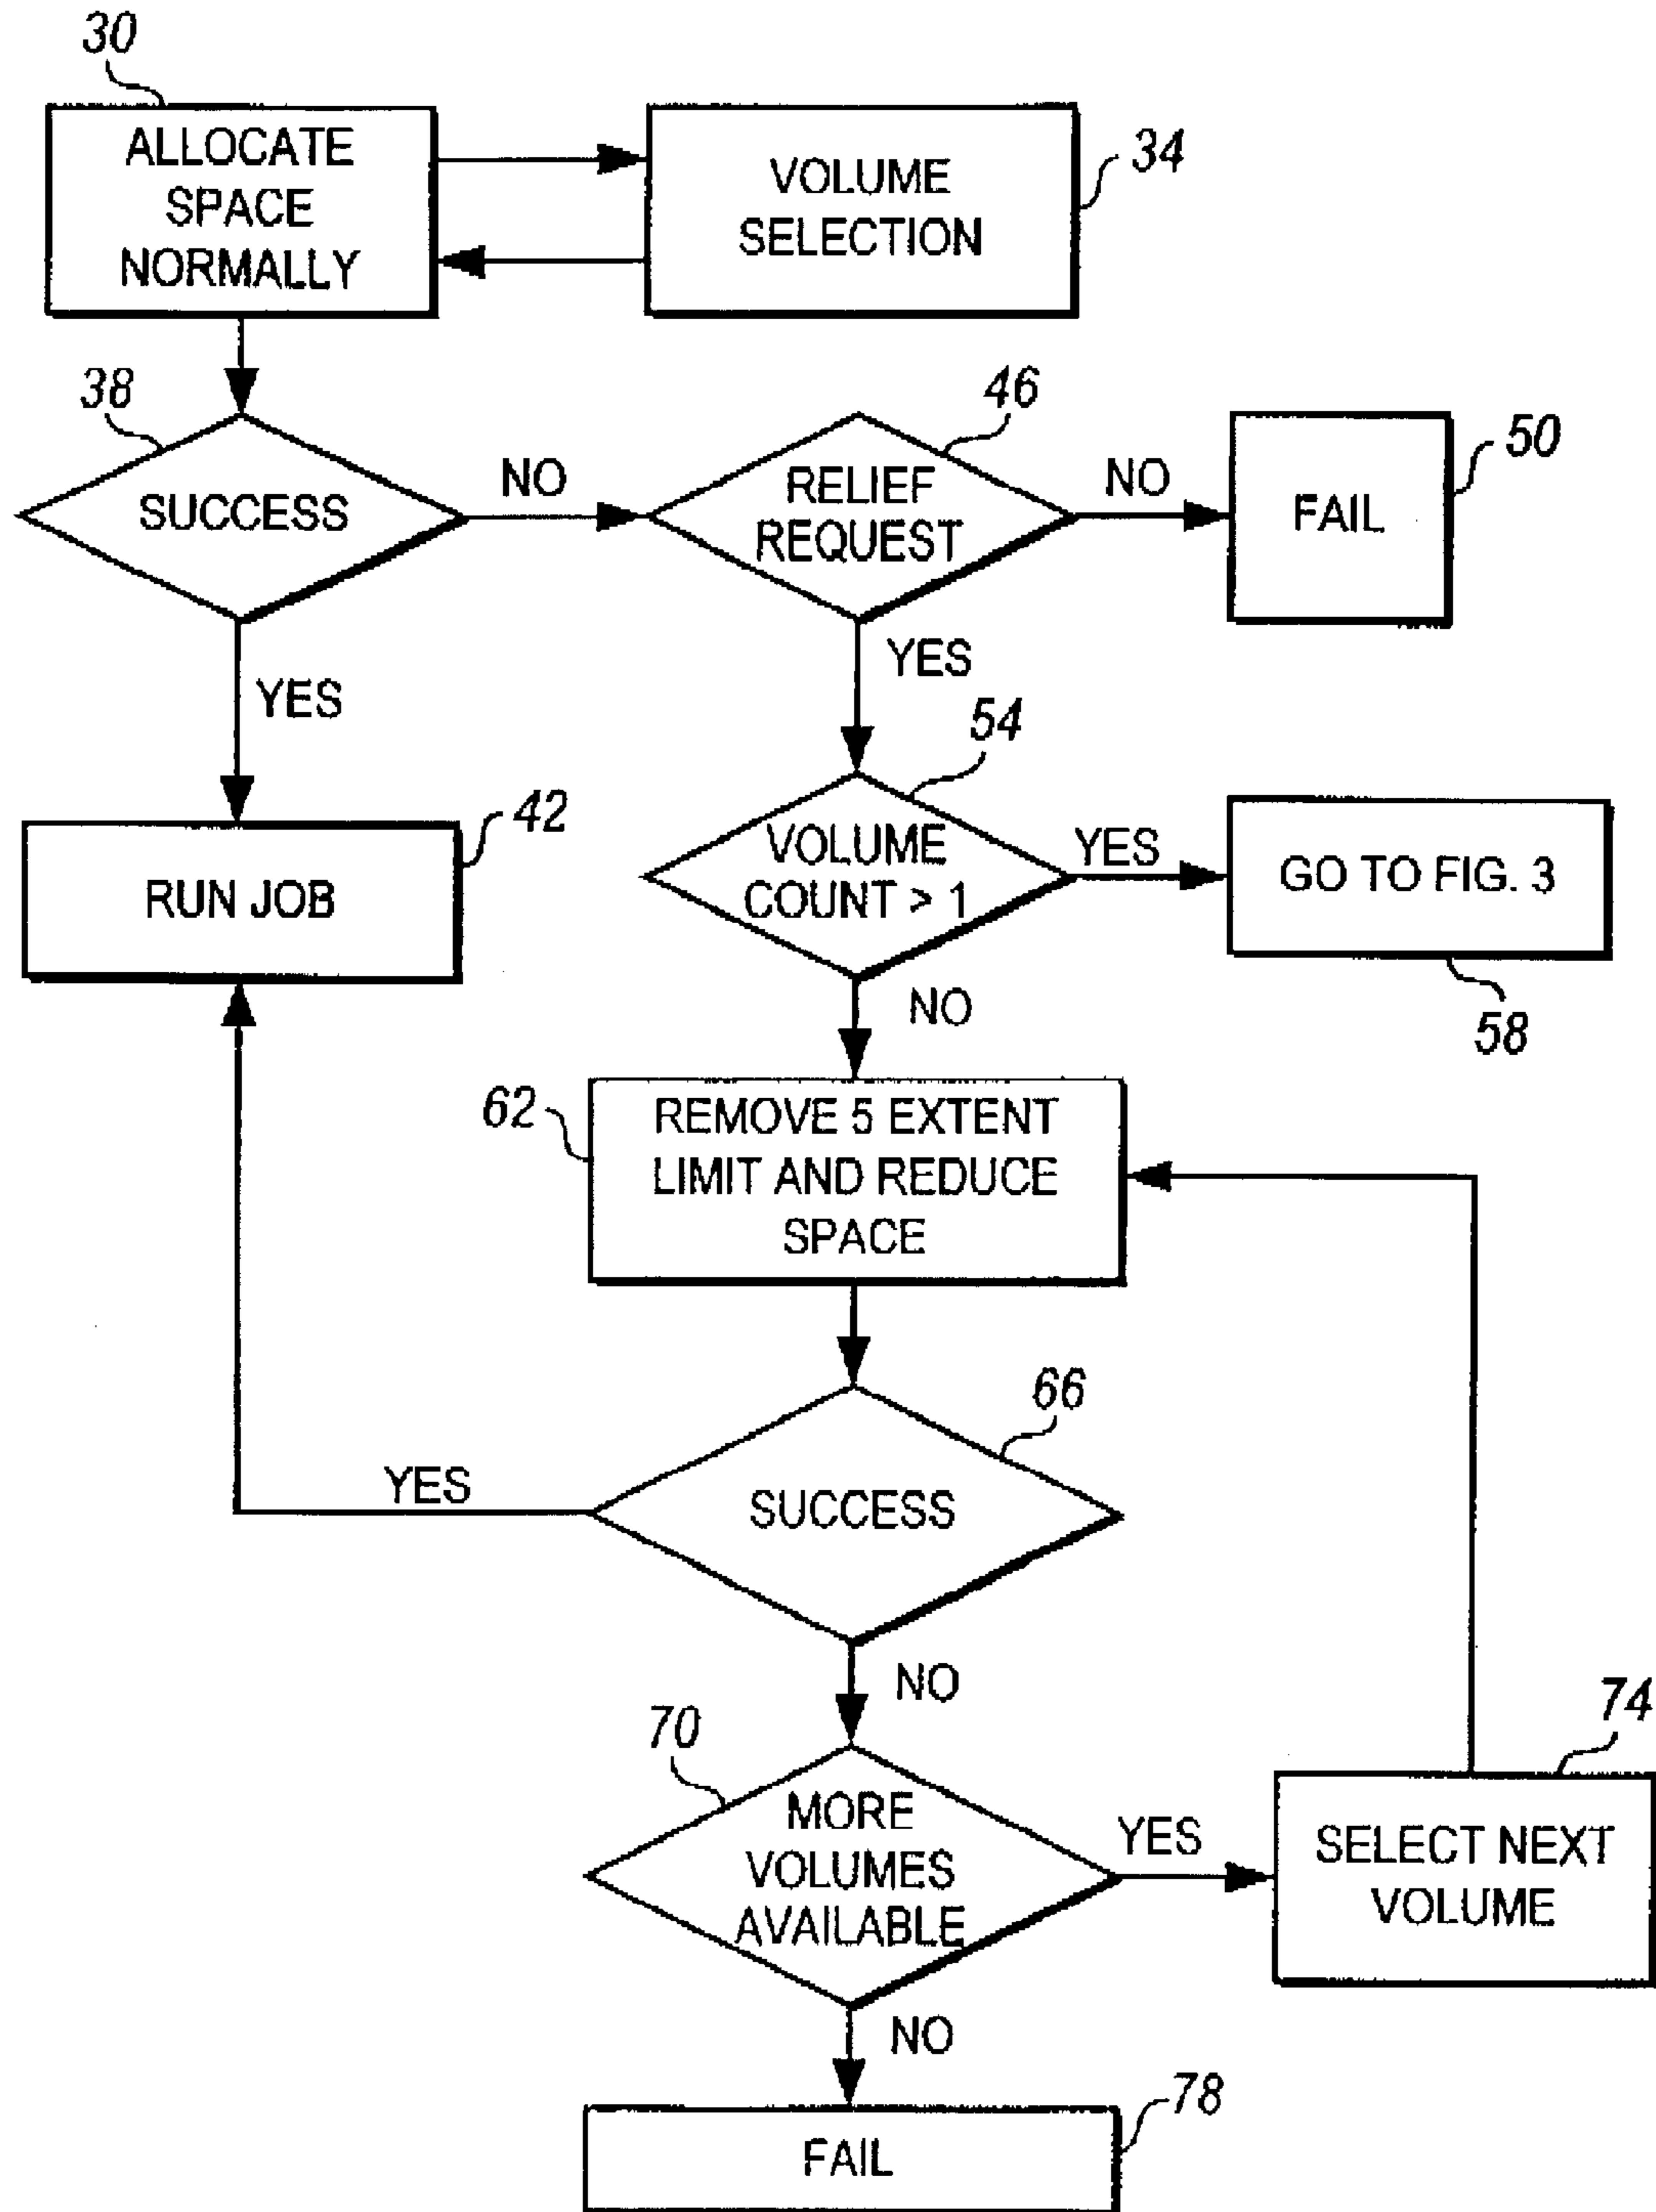 30
ALLOCATE
SPACE
NORMALLY
VOLUME
SELECTION
34
38
SUCCESS
NO
46
RELIEF
REQUEST
NO
FAIL
50
YES
YES
54
VOLUME
COUNT > 1
YES
GO TO FIG. 3
58
RUN JOB
42
NO
62
REMOVE 5 EXTENT
LIMIT AND REDUCE
SPACE
66
SUCCESS
YES
NO
70
MORE
VOLUMES
AVAILABLE
YES
74
SELECT NEXT
VOLUME
NO
FAIL
78